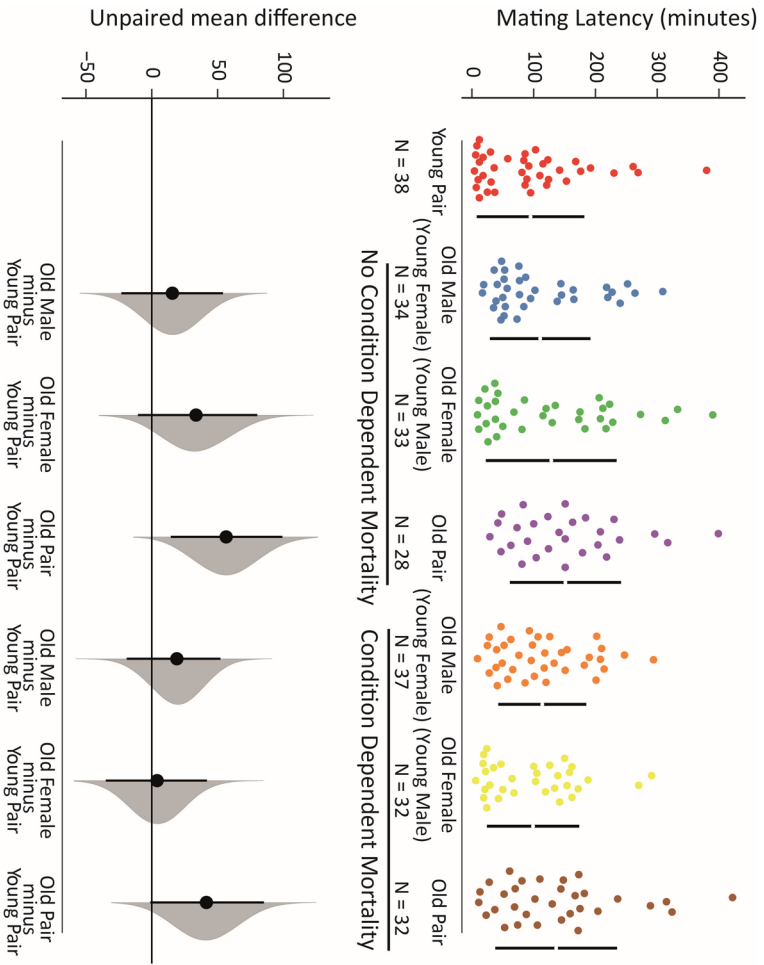 Mating Latency (minutes)
0
100
200
300
400
Young Pair
N = 38
Old Male
(Young Female)
N = 34
Old Female
(Young Male)
N = 33
Old Pair
N = 28
Old Male
(Young Female)
N = 37
Old Female
(Young Male)
N = 32
Old Pair
N = 32
No Condition Dependent Mortality
Condition Dependent Mortality
Unpaired mean difference
-50
0
50
100
Old Male
minus
Young Pair
Old Female
minus
Young Pair
Old Pair
minus
Young Pair
Old Male
minus
Young Pair
Old Female
minus
Young Pair
Old Pair
minus
Young Pair